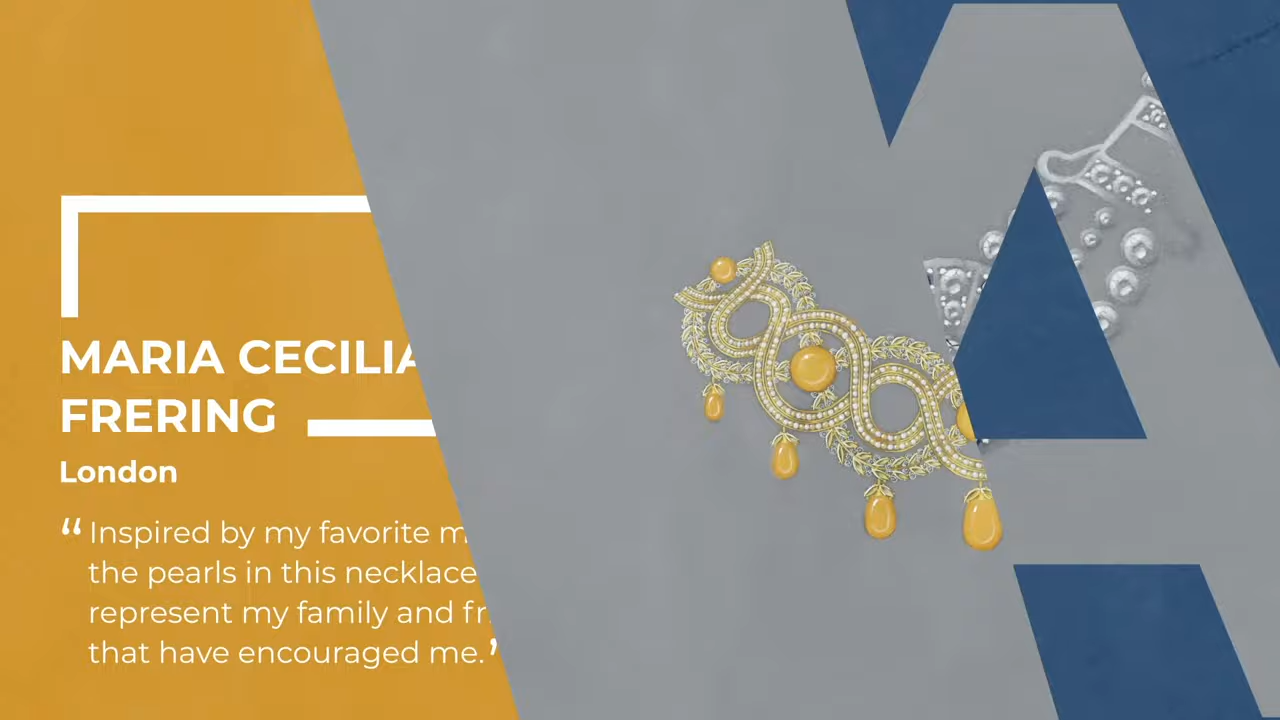 MARIA CECILIA
FRERING
London
“Inspired by my favorite
the pearls in this necklace
represent my family and
that have encouraged me.”